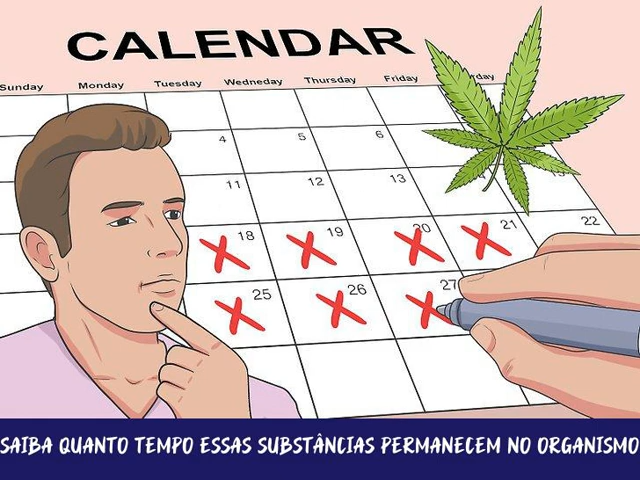 CALENDAR
Sunday Monday Tuesday Wednesday Thursday Friday
4 5 6
11 12 13
18 19 20 21 22
25 26 27
SAIBA QUANTO TEMPO ESSAS SUBSTÂNCIAS PERMANECEM NO ORGANISMO